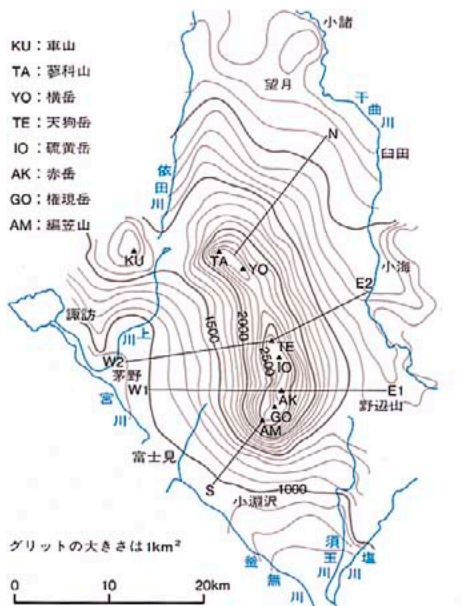 KU：車山
TA：蓼科山
YO：横岳
TE：天狗岳
IO：硫黄岳
AK：赤岳
GO：権現岳
AM：編笠山
小諸
望月
千曲川
臼田
N
依田川
KU
TA
YO
小海
E2
諏訪
上川
1500
2000
2500
TE
IO
W2
茅野
W1
AK
E1
野辺山
宮川
GO
AM
富士見
S
1000
小淵沢
グリットの大きさは1km²
釜無川
須玉川
塩川
0 10 20km